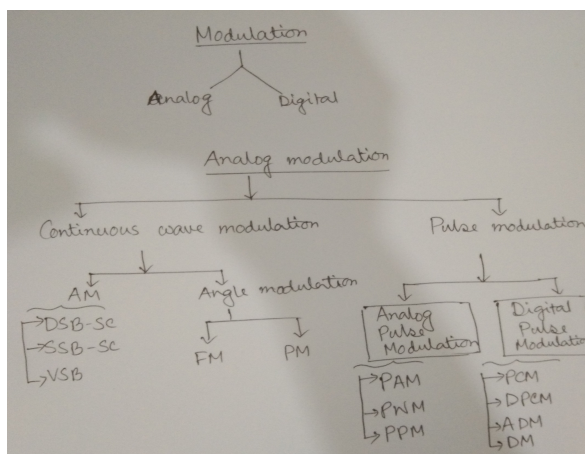 Modulation
Analog Digital
Analog modulation
Continuous wave modulation Pulse modulation
AM Angle modulation
DSB-SC
SSB-SC
VSB
FM PM
Analog Pulse Modulation
Digital Pulse Modulation
PAM
PWM
PPM
PCM
DPCM
ADM
DM